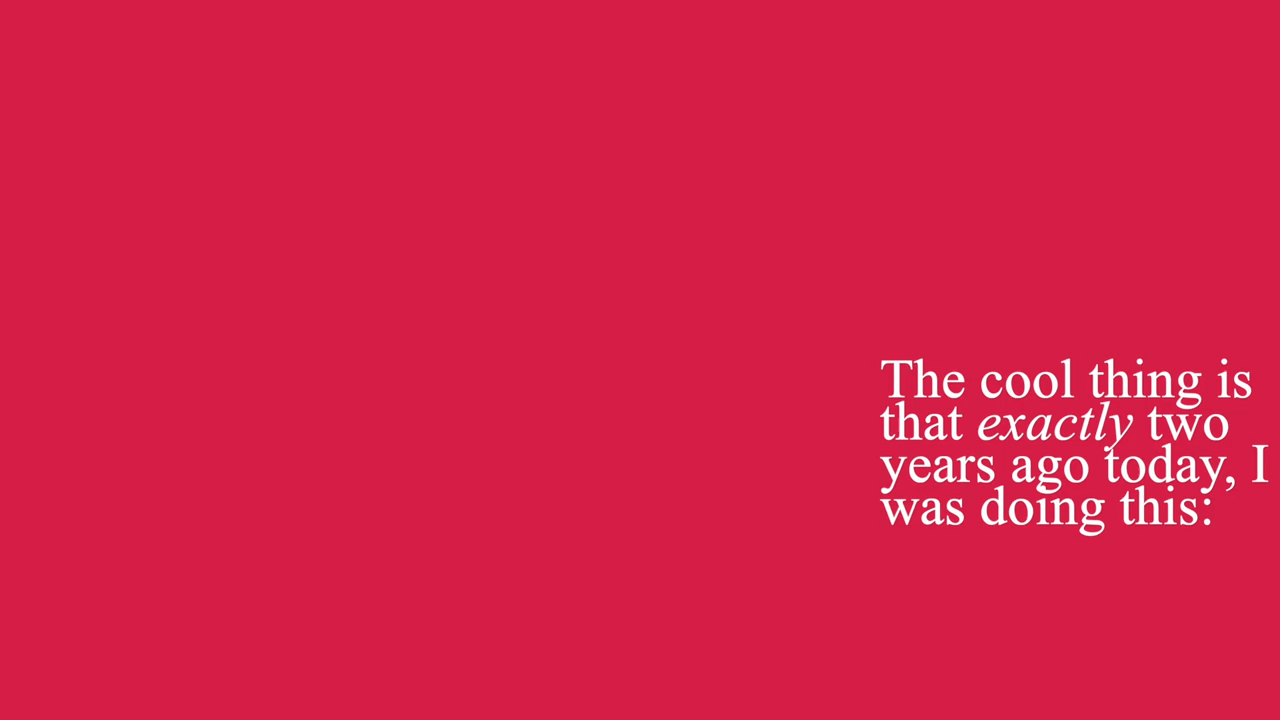 The cool thing is
that exactly two
years ago today, I
was doing this: